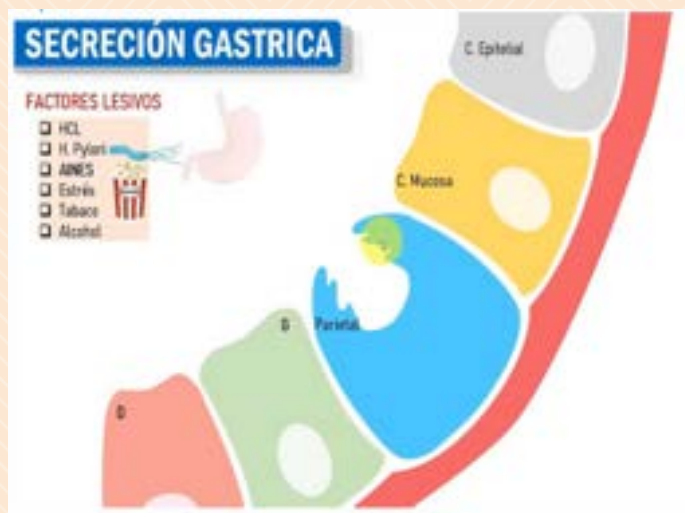 SECRECIÓN GASTRICA
FACTORES LESIVOS
HCL
H. Pylori
AINES
Estrés
Tabaco
Alcohol
C. Epitelial
C. Mucosa
Parietal
D